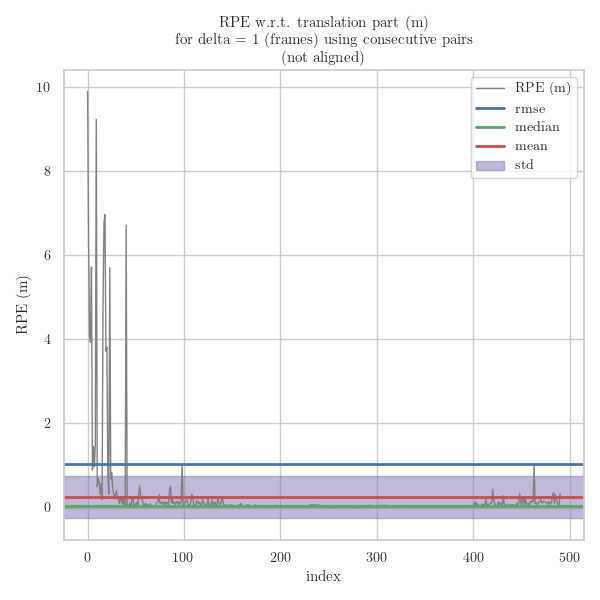 RPE w.r.t. translation part (m)
for delta = 1 (frames) using consecutive pairs
(not aligned)
RPE (m)
rmse
median
mean
std
10
8
6
4
2
0
RPE (m)
0
100
200
300
400
500
index